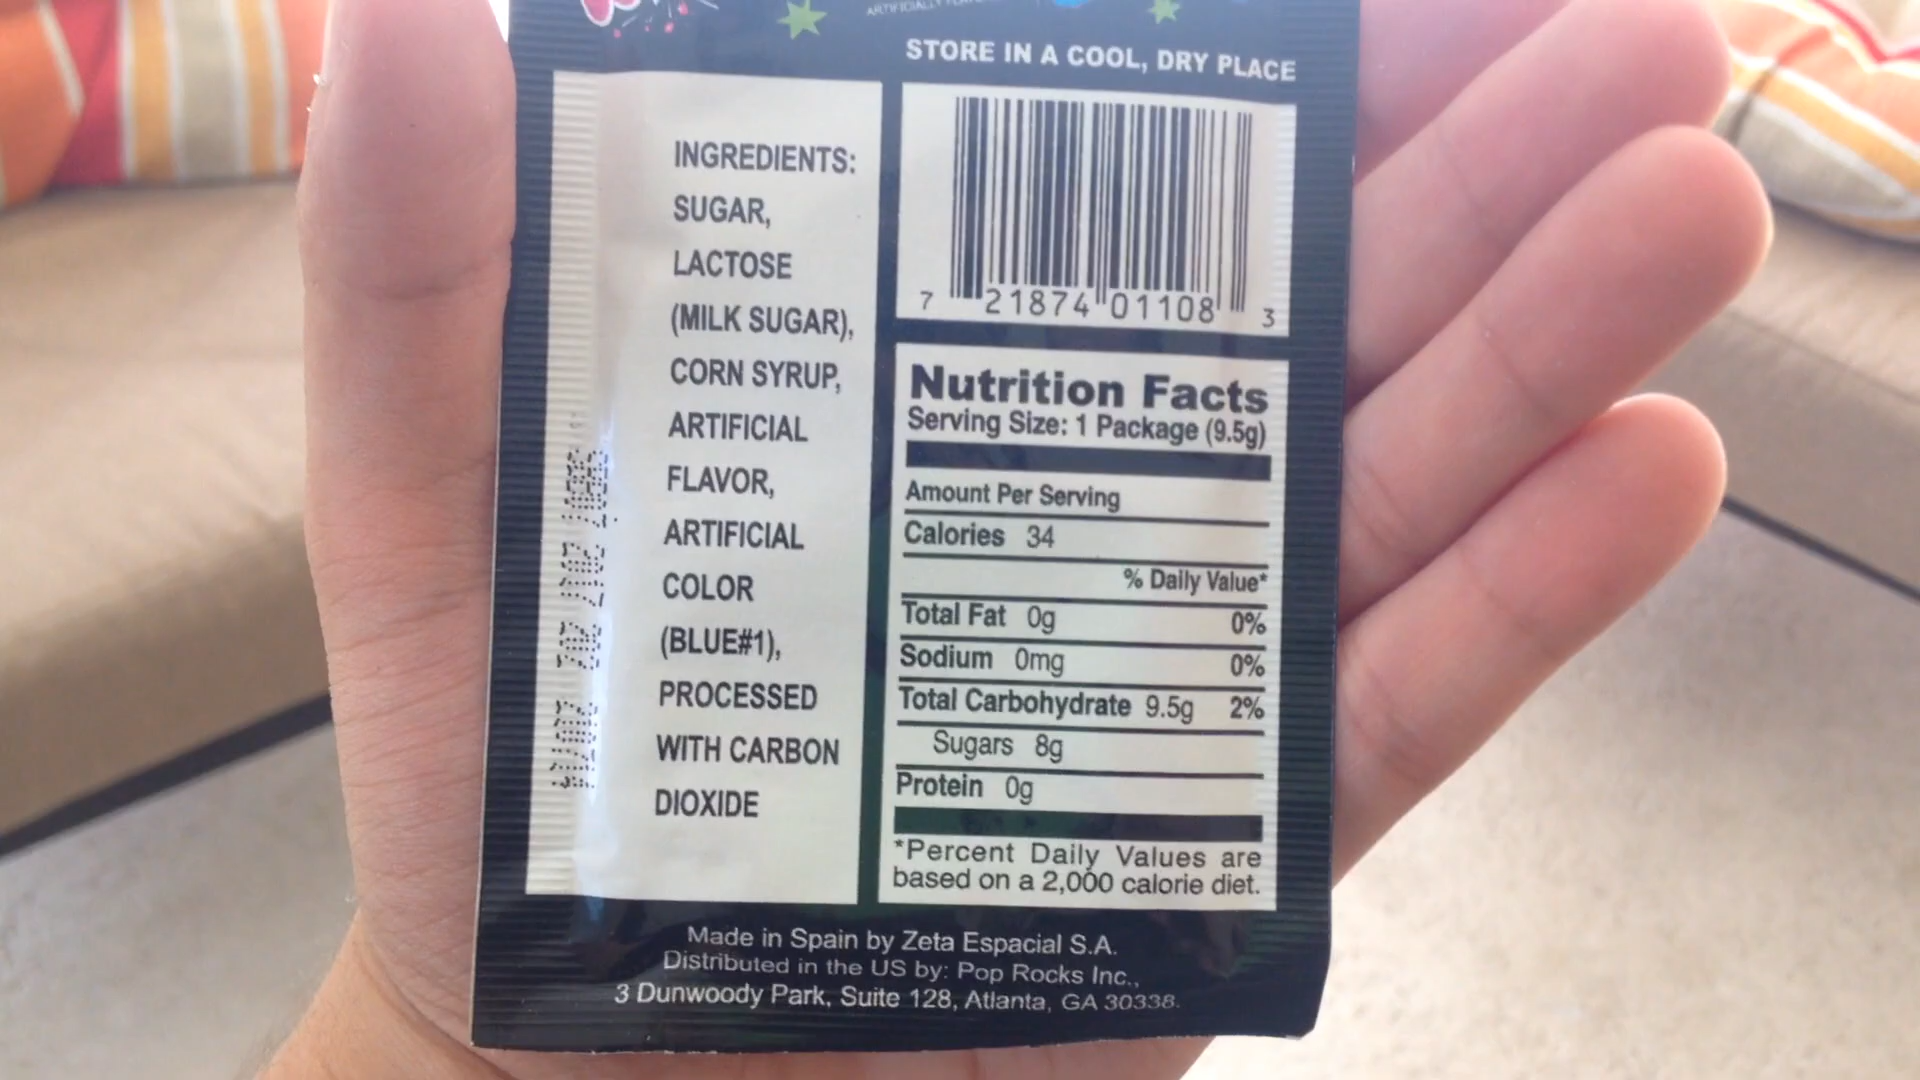 STORE IN A COOL, DRY PLACE
INGREDIENTS:
SUGAR,
LACTOSE
(MILK SUGAR),
CORN SYRUP,
ARTIFICIAL
FLAVOR,
ARTIFICIAL
COLOR
(BLUE#1),
PROCESSED
WITH CARBON
DIOXIDE
7 21874 01108 3
Nutrition Facts
Serving Size: 1 Package (9.5g)
Amount Per Serving
Calories 34
% Daily Value*
Total Fat 0g 0%
Sodium 0mg 0%
Total Carbohydrate 9.5g 2%
Sugars 8g
Protein 0g
*Percent Daily Values are
based on a 2,000 calorie diet.
Made in Spain by Zeta Espacial S.A.
Distributed in the US by: Pop Rocks Inc.,
3 Dunwoody Park, Suite 128, Atlanta, GA 30338.